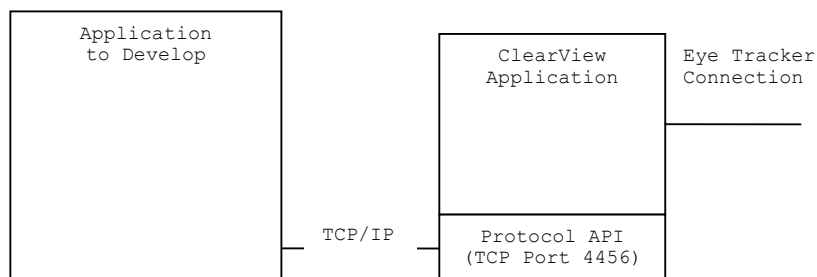 Application
to Develop
ClearView
Application
Eye Tracker
Connection
TCP/IP
Protocol API
(TCP Port 4456)